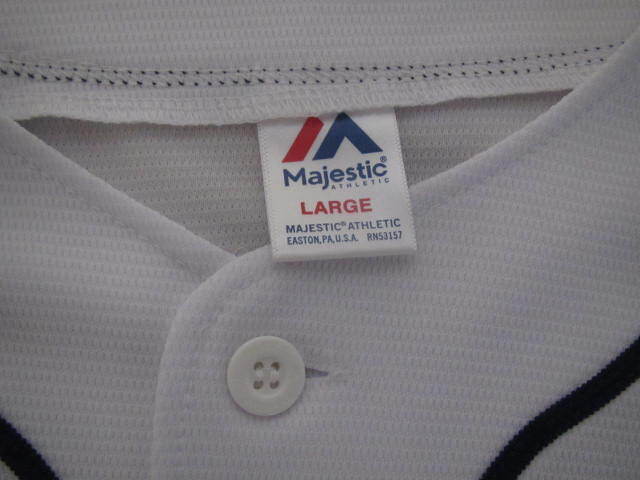 Majestic®
ATHLETIC
LARGE
MAJESTIC® ATHLETIC
EASTON, PA, U.S.A. RN53157